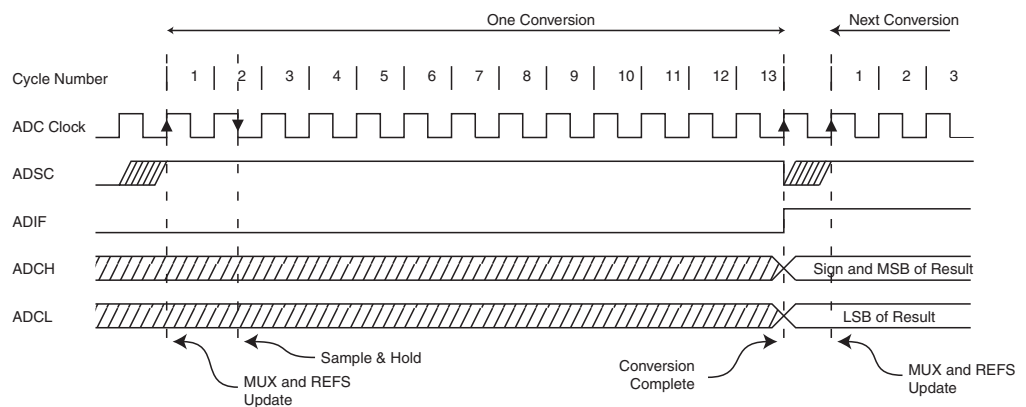 One Conversion Next Conversion
Cycle Number 1 2 3 4 5 6 7 8 9 10 11 12 13 1 2 3
ADC Clock
ADSC
ADIF
ADCH Sign and MSB of Result
ADCL LSB of Result
Sample & Hold
MUX and REFS
Update
Conversion
Complete
MUX and REFS
Update